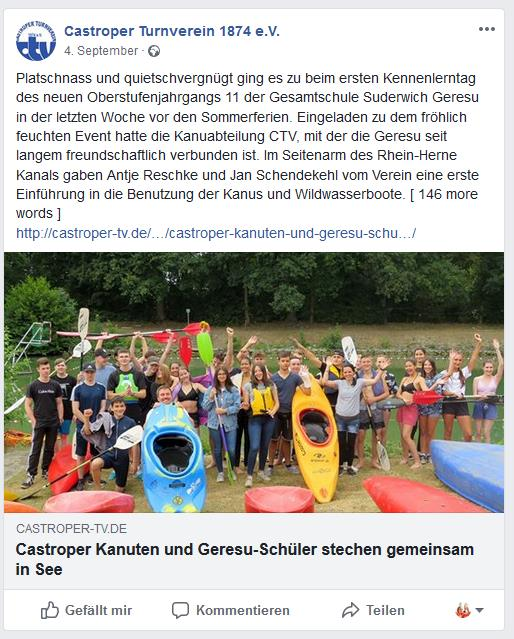 Castroper Turnverein 1874 e.V.
4. September ·
Platschnass und quietschvergnügt ging es zu beim ersten Kennenlerntag
des neuen Oberstufenjahrgangs 11 der Gesamtschule Suderwich Geresu
in der letzten Woche vor den Sommerferien. Eingeladen zu dem fröhlich
feuchten Event hatte die Kanuabteilung CTV, mit der die Geresu seit
langem freundschaftlich verbunden ist. Im Seitenarm des Rhein-Herne
Kanals gaben Antje Reschke und Jan Schendekehl vom Verein eine erste
Einführung in die Benutzung der Kanus und Wildwasserboote. [ 146 more
words ]
http://castroper-tv.de/…/castroper-kanuten-und-geresu-schu…/
CASTROPER-TV.DE
Castroper Kanuten und Geresu-Schüler stechen gemeinsam
in See
Gefällt mir Kommentieren Teilen